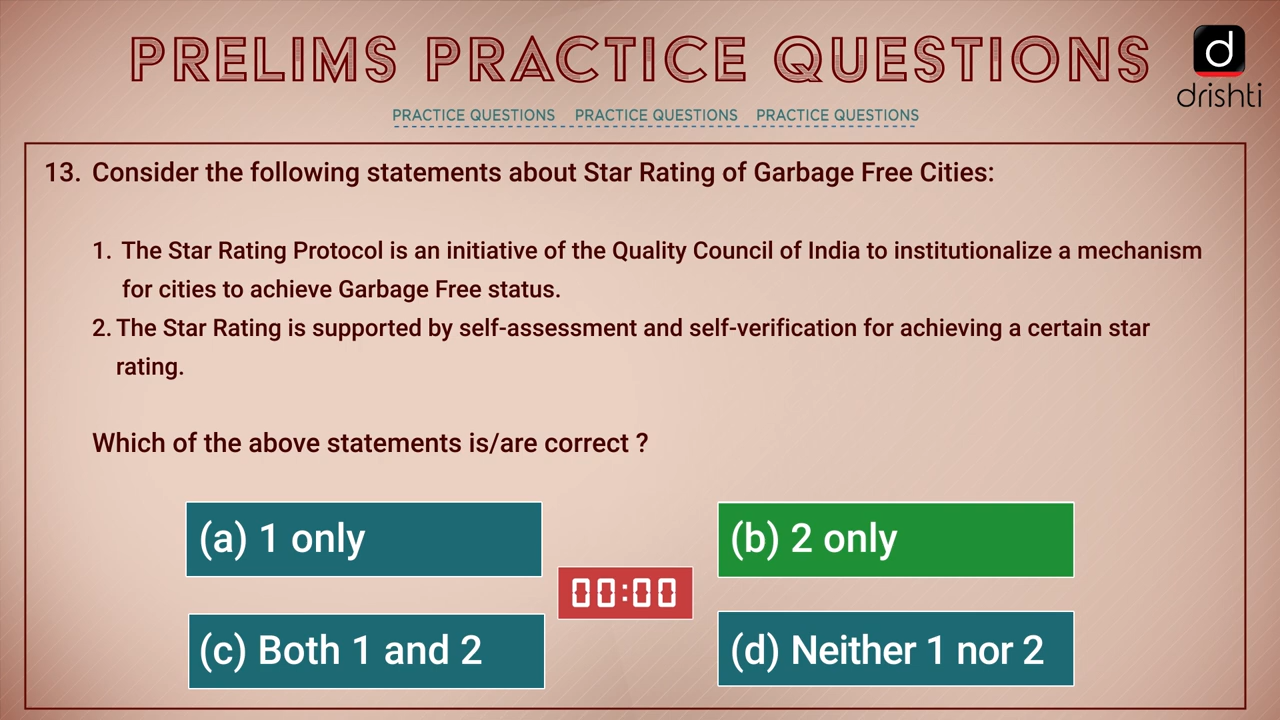 PRELIMS PRACTICE QUESTIONS
drishti
PRACTICE QUESTIONS PRACTICE QUESTIONS PRACTICE QUESTIONS
13. Consider the following statements about Star Rating of Garbage Free Cities:
1. The Star Rating Protocol is an initiative of the Quality Council of India to institutionalize a mechanism
for cities to achieve Garbage Free status.
2. The Star Rating is supported by self-assessment and self-verification for achieving a certain star
rating.
Which of the above statements is/are correct ?
(a) 1 only
(b) 2 only
00:00
(c) Both 1 and 2
(d) Neither 1 nor 2